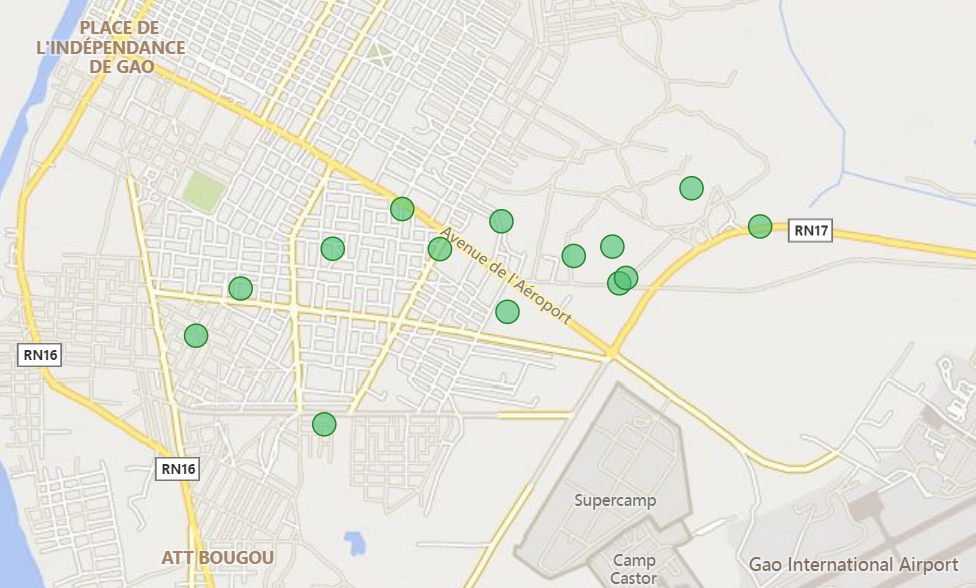 PLACE DE
L'INDÉPENDANCE
DE GAO
RN17
Avenue de l'Aéroport
RN16
RN16
Supercamp
ATT BOUGOU
Camp
Castor
Gao International Airport